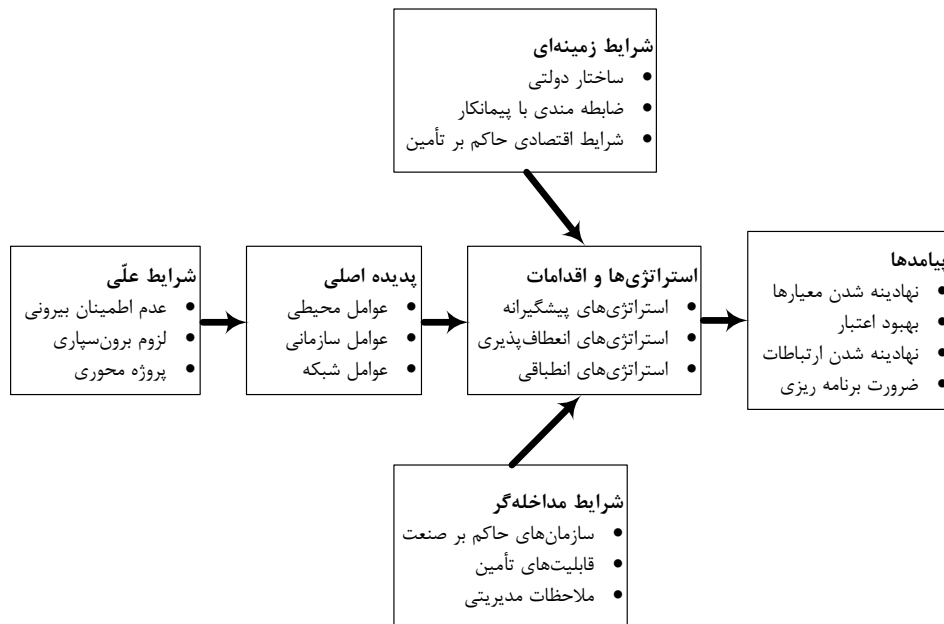 شرایط زمینه‌ای
• ساختار دولتی
• ضابطه مندی با پیمانکار
• شرایط اقتصادی حاکم بر تأمین
شرایط علّی
• عدم اطمینان بیرونی
• لزوم برون‌سپاری
• پروژه محوری
پدیده اصلی
• عوامل محیطی
• عوامل سازمانی
• عوامل شبکه
استراتژی‌ها و اقدامات
• استراتژی‌های پیشگیرانه
• استراتژی‌های انعطاف‌پذیری
• استراتژی‌های انطباقی
پیامدها
• نهادینه شدن معیارها
• بهبود اعتبار
• نهادینه شدن ارتباطات
• ضرورت برنامه ریزی
شرایط مداخله‌گر
• سازمان‌های حاکم بر صنعت
• قابلیت‌های تأمین
• ملاحظات مدیریتی